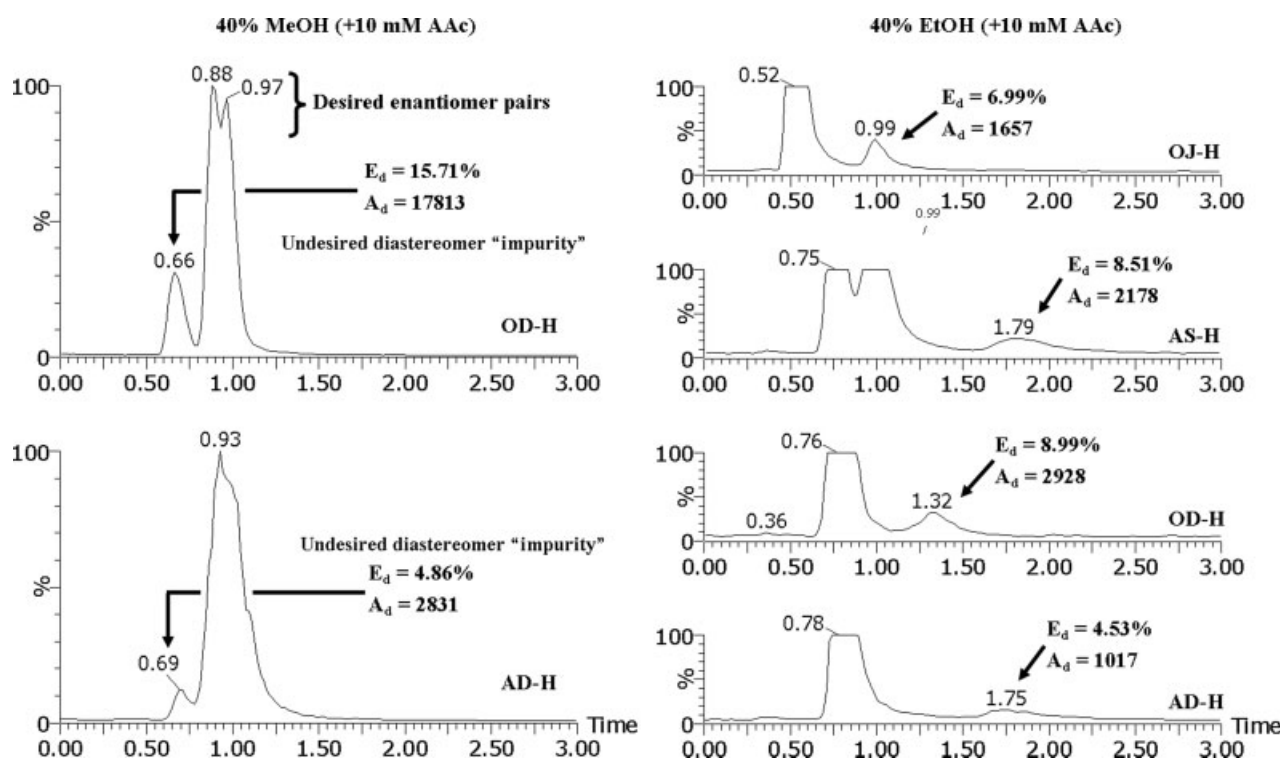 40% MeOH (+10 mM AAc)
100
%
0
0.88
0.97
Desired enantiomer pairs
E_d = 15.71%
A_d = 17813
Undesired diastereomer “impurity”
0.66
OD-H
0.00 0.50 1.00 1.50 2.00 2.50 3.00
100
%
0
0.93
Undesired diastereomer “impurity”
E_d = 4.86%
A_d = 2831
0.69
AD-H
Time
0.00 0.50 1.00 1.50 2.00 2.50 3.00
40% EtOH (+10 mM AAc)
100
%
0
0.52
0.99
E_d = 6.99%
A_d = 1657
OJ-H
0.00 0.50 1.00 1.50 2.00 2.50 3.00
0.99
/
100
%
0
0.75
E_d = 8.51%
A_d = 2178
1.79
AS-H
0.00 0.50 1.00 1.50 2.00 2.50 3.00
100
%
0
0.76
0.36
E_d = 8.99%
A_d = 2928
1.32
OD-H
0.00 0.50 1.00 1.50 2.00 2.50 3.00
100
%
0
0.78
E_d = 4.53%
A_d = 1017
1.75
AD-H
Time
0.00 0.50 1.00 1.50 2.00 2.50 3.00